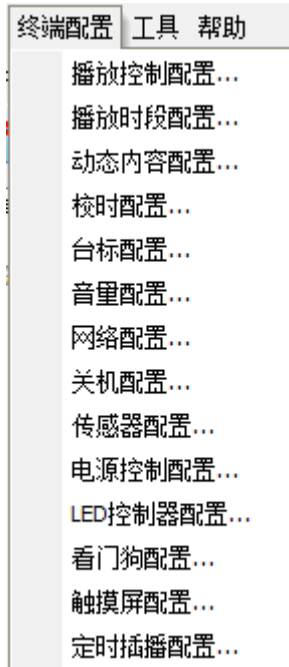 终端配置 工具 帮助
播放控制配置...
播放时段配置...
动态内容配置...
校时配置...
台标配置...
音量配置...
网络配置...
关机配置...
传感器配置...
电源控制配置...
LED控制器配置...
看门狗配置...
触摸屏配置...
定时插播配置...